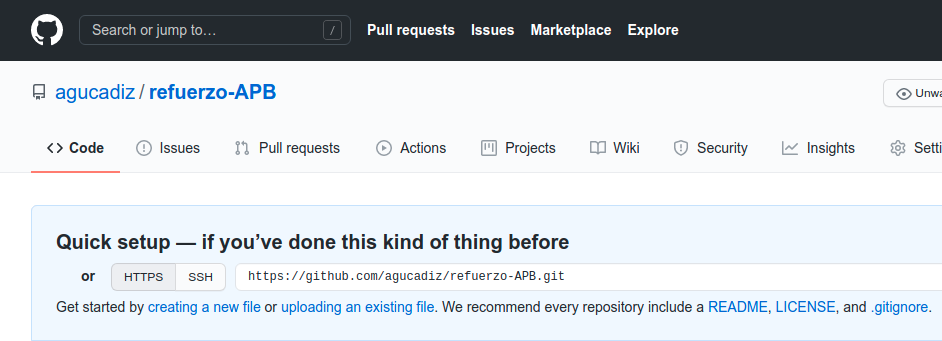 Search or jump to… / Pull requests Issues Marketplace Explore
agucadiz / refuerzo-APB
Unwa
Code Issues Pull requests Actions Projects Wiki Security Insights Setti
Quick setup — if you’ve done this kind of thing before
or HTTPS SSH https://github.com/agucadiz/refuerzo-APB.git
Get started by creating a new file or uploading an existing file. We recommend every repository include a README, LICENSE, and .gitignore.